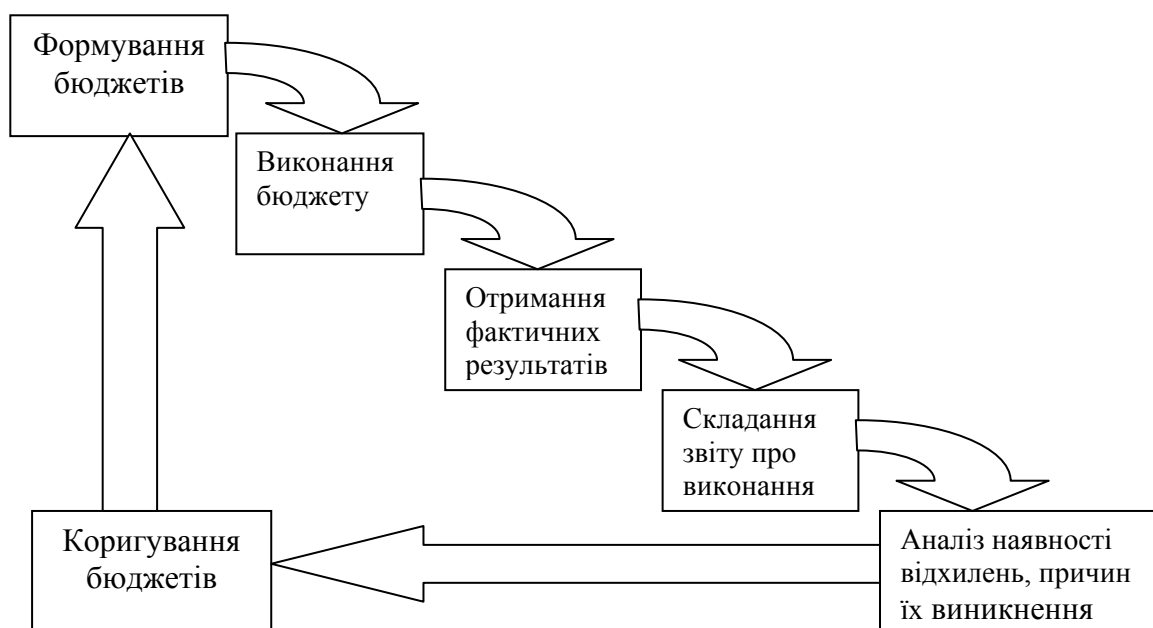 Формування
бюджетів
Виконання
бюджету
Отримання
фактичних
результатів
Складання
звіту про
виконання
Аналіз наявності
відхилень, причин
їх виникнення
Коригування
бюджетів